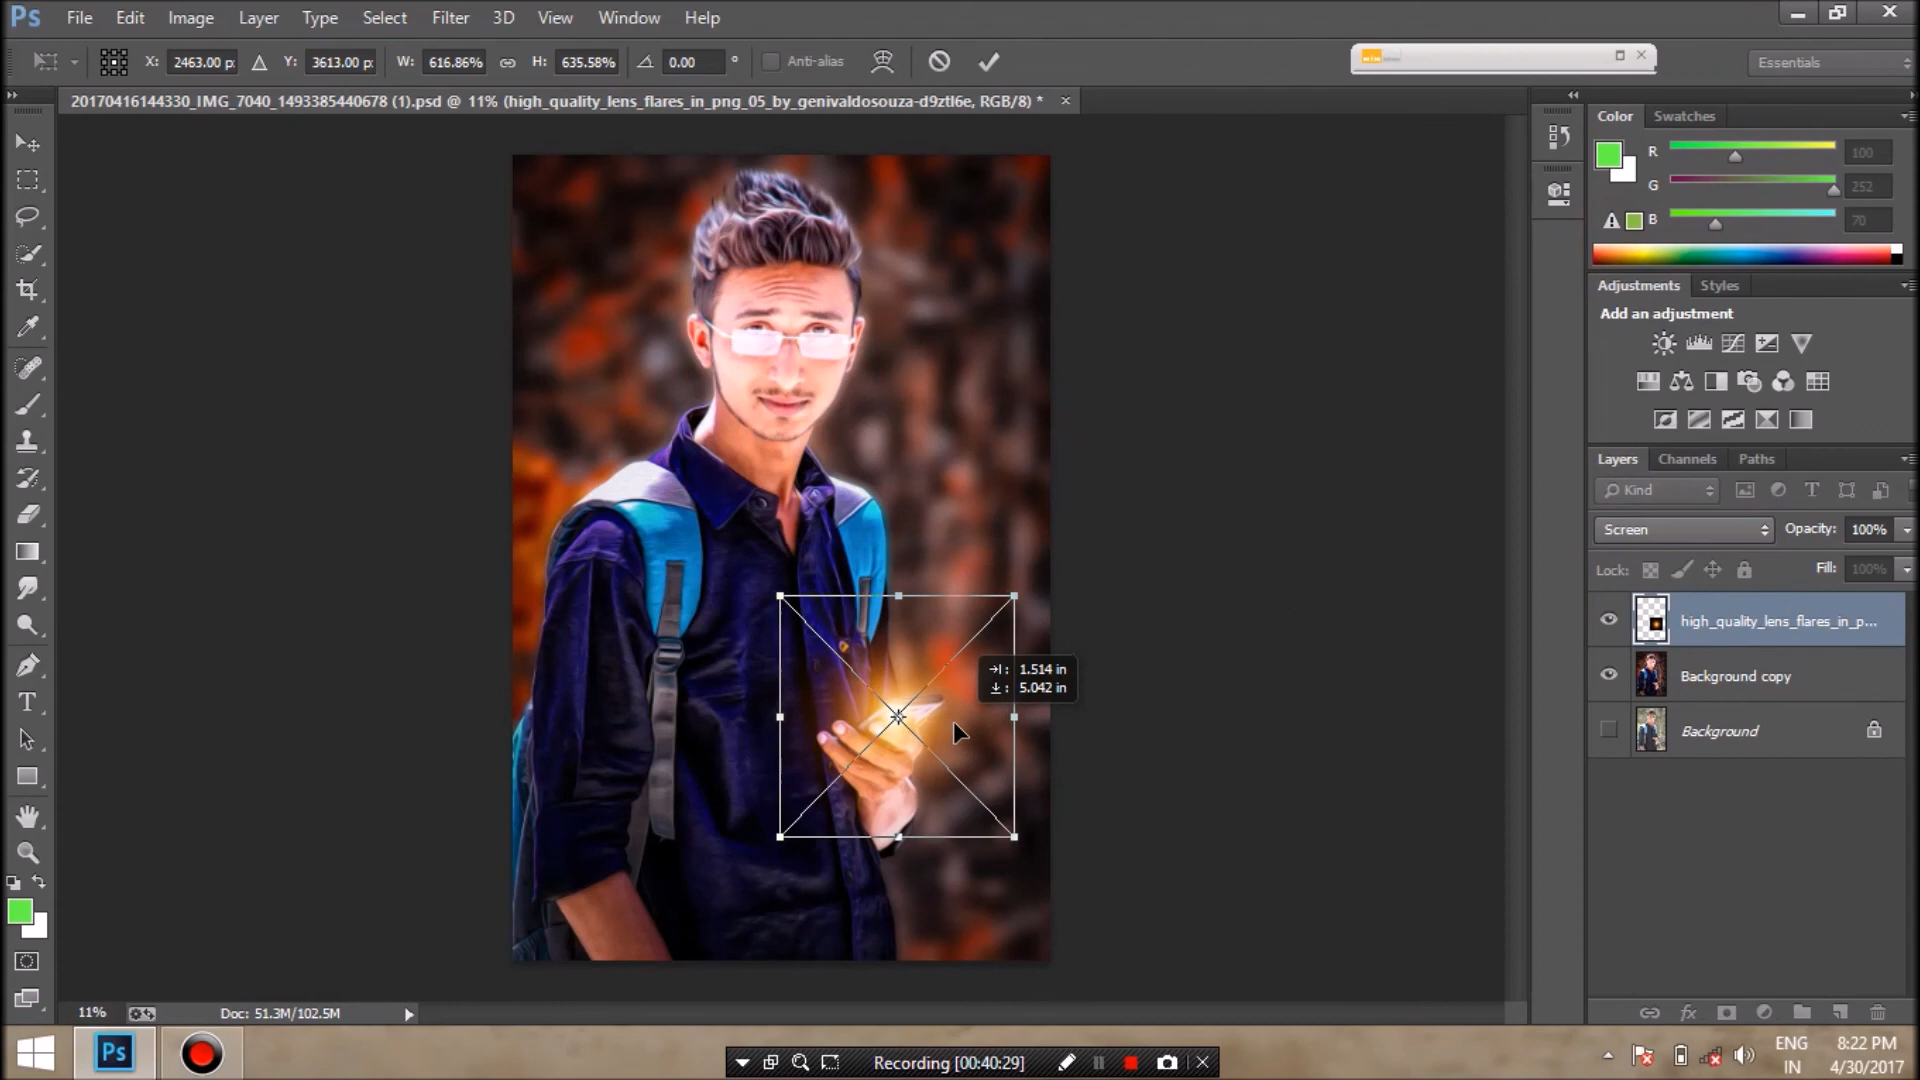 Ps File Edit Image Layer Type Select Filter 3D View Window Help
X: 2463.00 p: Y: 3613.00 p: W: 616.86% H: 635.58% 0.00 ° Anti-alias Essentials
20170416144330_IMG_7040_1493385440678 (1).psd @ 11% (high_quality_lens_flares_in_png_05_by_genivaldosouza-d9ztl6e, RGB/8) * ×
Color Swatches
R 100
G 252
B 70
Adjustments Styles
Add an adjustment
Layers Channels Paths
Kind
Screen Opacity: 100%
Lock: Fill: 100%
high_quality_lens_flares_in_p...
Background copy
Background
1.514 in
5.042 in
11% Doc: 51.3M/102.5M
Ps
Recording [00:40:29]
ENG 8:22 PM
IN 4/30/2017